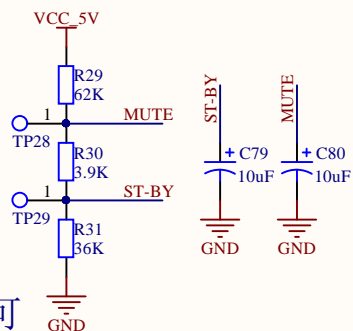 VCC_5V
R29
62K
1
MUTE
TP28
R30
3.9K
1
ST-BY
TP29
R31
36K
GND
可
ST-BY
+ C79
10uF
GND
MUTE
+ C80
10uF
GND